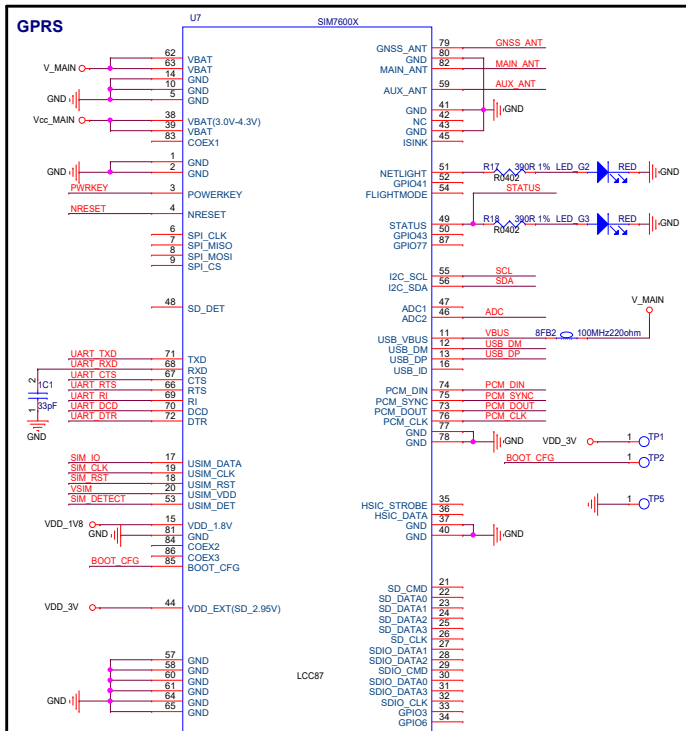 GPRS
U7
SIM7600X
62 VBAT
V_MAIN 63 VBAT
14 GND
10 GND
GND 5 GND
Vcc_MAIN 38 VBAT(3.0V-4.3V)
39 VBAT
83 COEX1
1 GND
GND 2 GND
PWRKEY 3 POWERKEY
NRESET 4 NRESET
6 SPI_CLK
7 SPI_MISO
8 SPI_MOSI
9 SPI_CS
48 SD_DET
UART_TXD 71 TXD
UART_RXD 68 RXD
UART_CTS 67 CTS
UART_RTS 66 RTS
UART_RI 69 RI
UART_DCD 70 DCD
UART_DTR 72 DTR
2
1C1
33pF
1
GND
SIM_IO 17 USIM_DATA
SIM_CLK 19 USIM_CLK
SIM_RST 18 USIM_RST
VSIM 20 USIM_VDD
SIM_DETECT 53 USIM_DET
VDD_1V8 15 VDD_1.8V
GND 81 GND
84 COEX2
86 COEX3
BOOT_CFG 85 BOOT_CFG
VDD_3V 44 VDD_EXT(SD_2.95V)
57 GND
58 GND
60 GND
61 GND
GND 64 GND
65 GND
LCC87
GNSS_ANT 79 GNSS_ANT
GND 80
MAIN_ANT 82 MAIN_ANT
AUX_ANT 59 AUX_ANT
GND 41 GND
NC 42
GND 43
ISINK 45
NETLIGHT 51 R17 390R 1% LED_G2 RED GND
R0402
GPIO41 52
FLIGHTMODE 54
STATUS
STATUS 49 R18 390R 1% LED_G3 RED GND
R0402
GPIO43 50
GPIO77 87
I2C_SCL 55 SCL
I2C_SDA 56 SDA
ADC1 47
ADC2 46 ADC
V_MAIN
USB_VBUS 11 VBUS 8FB2 100MHz220ohm
USB_DM 12 USB_DM
USB_DP 13 USB_DP
USB_ID 16
PCM_DIN 74 PCM_DIN
PCM_SYNC 75 PCM_SYNC
PCM_DOUT 73 PCM_DOUT
PCM_CLK 76 PCM_CLK
GND 77
GND 78 GND
VDD_3V 1 TP1
BOOT_CFG 1 TP2
1 TP5
HSIC_STROBE 35
HSIC_DATA 36
GND 37
GND 40 GND
SD_CMD 21
SD_DATA0 22
SD_DATA1 23
SD_DATA2 24
SD_DATA3 25
SD_CLK 26
SDIO_DATA1 27
SDIO_DATA2 28
SDIO_CMD 29
SDIO_DATA0 30
SDIO_DATA3 31
SDIO_CLK 32
GPIO3 33
GPIO6 34